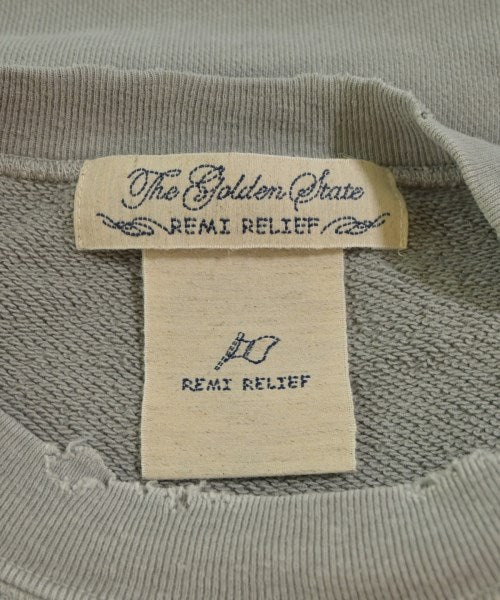 The Golden State
REMI RELIEF
REMI RELIEF